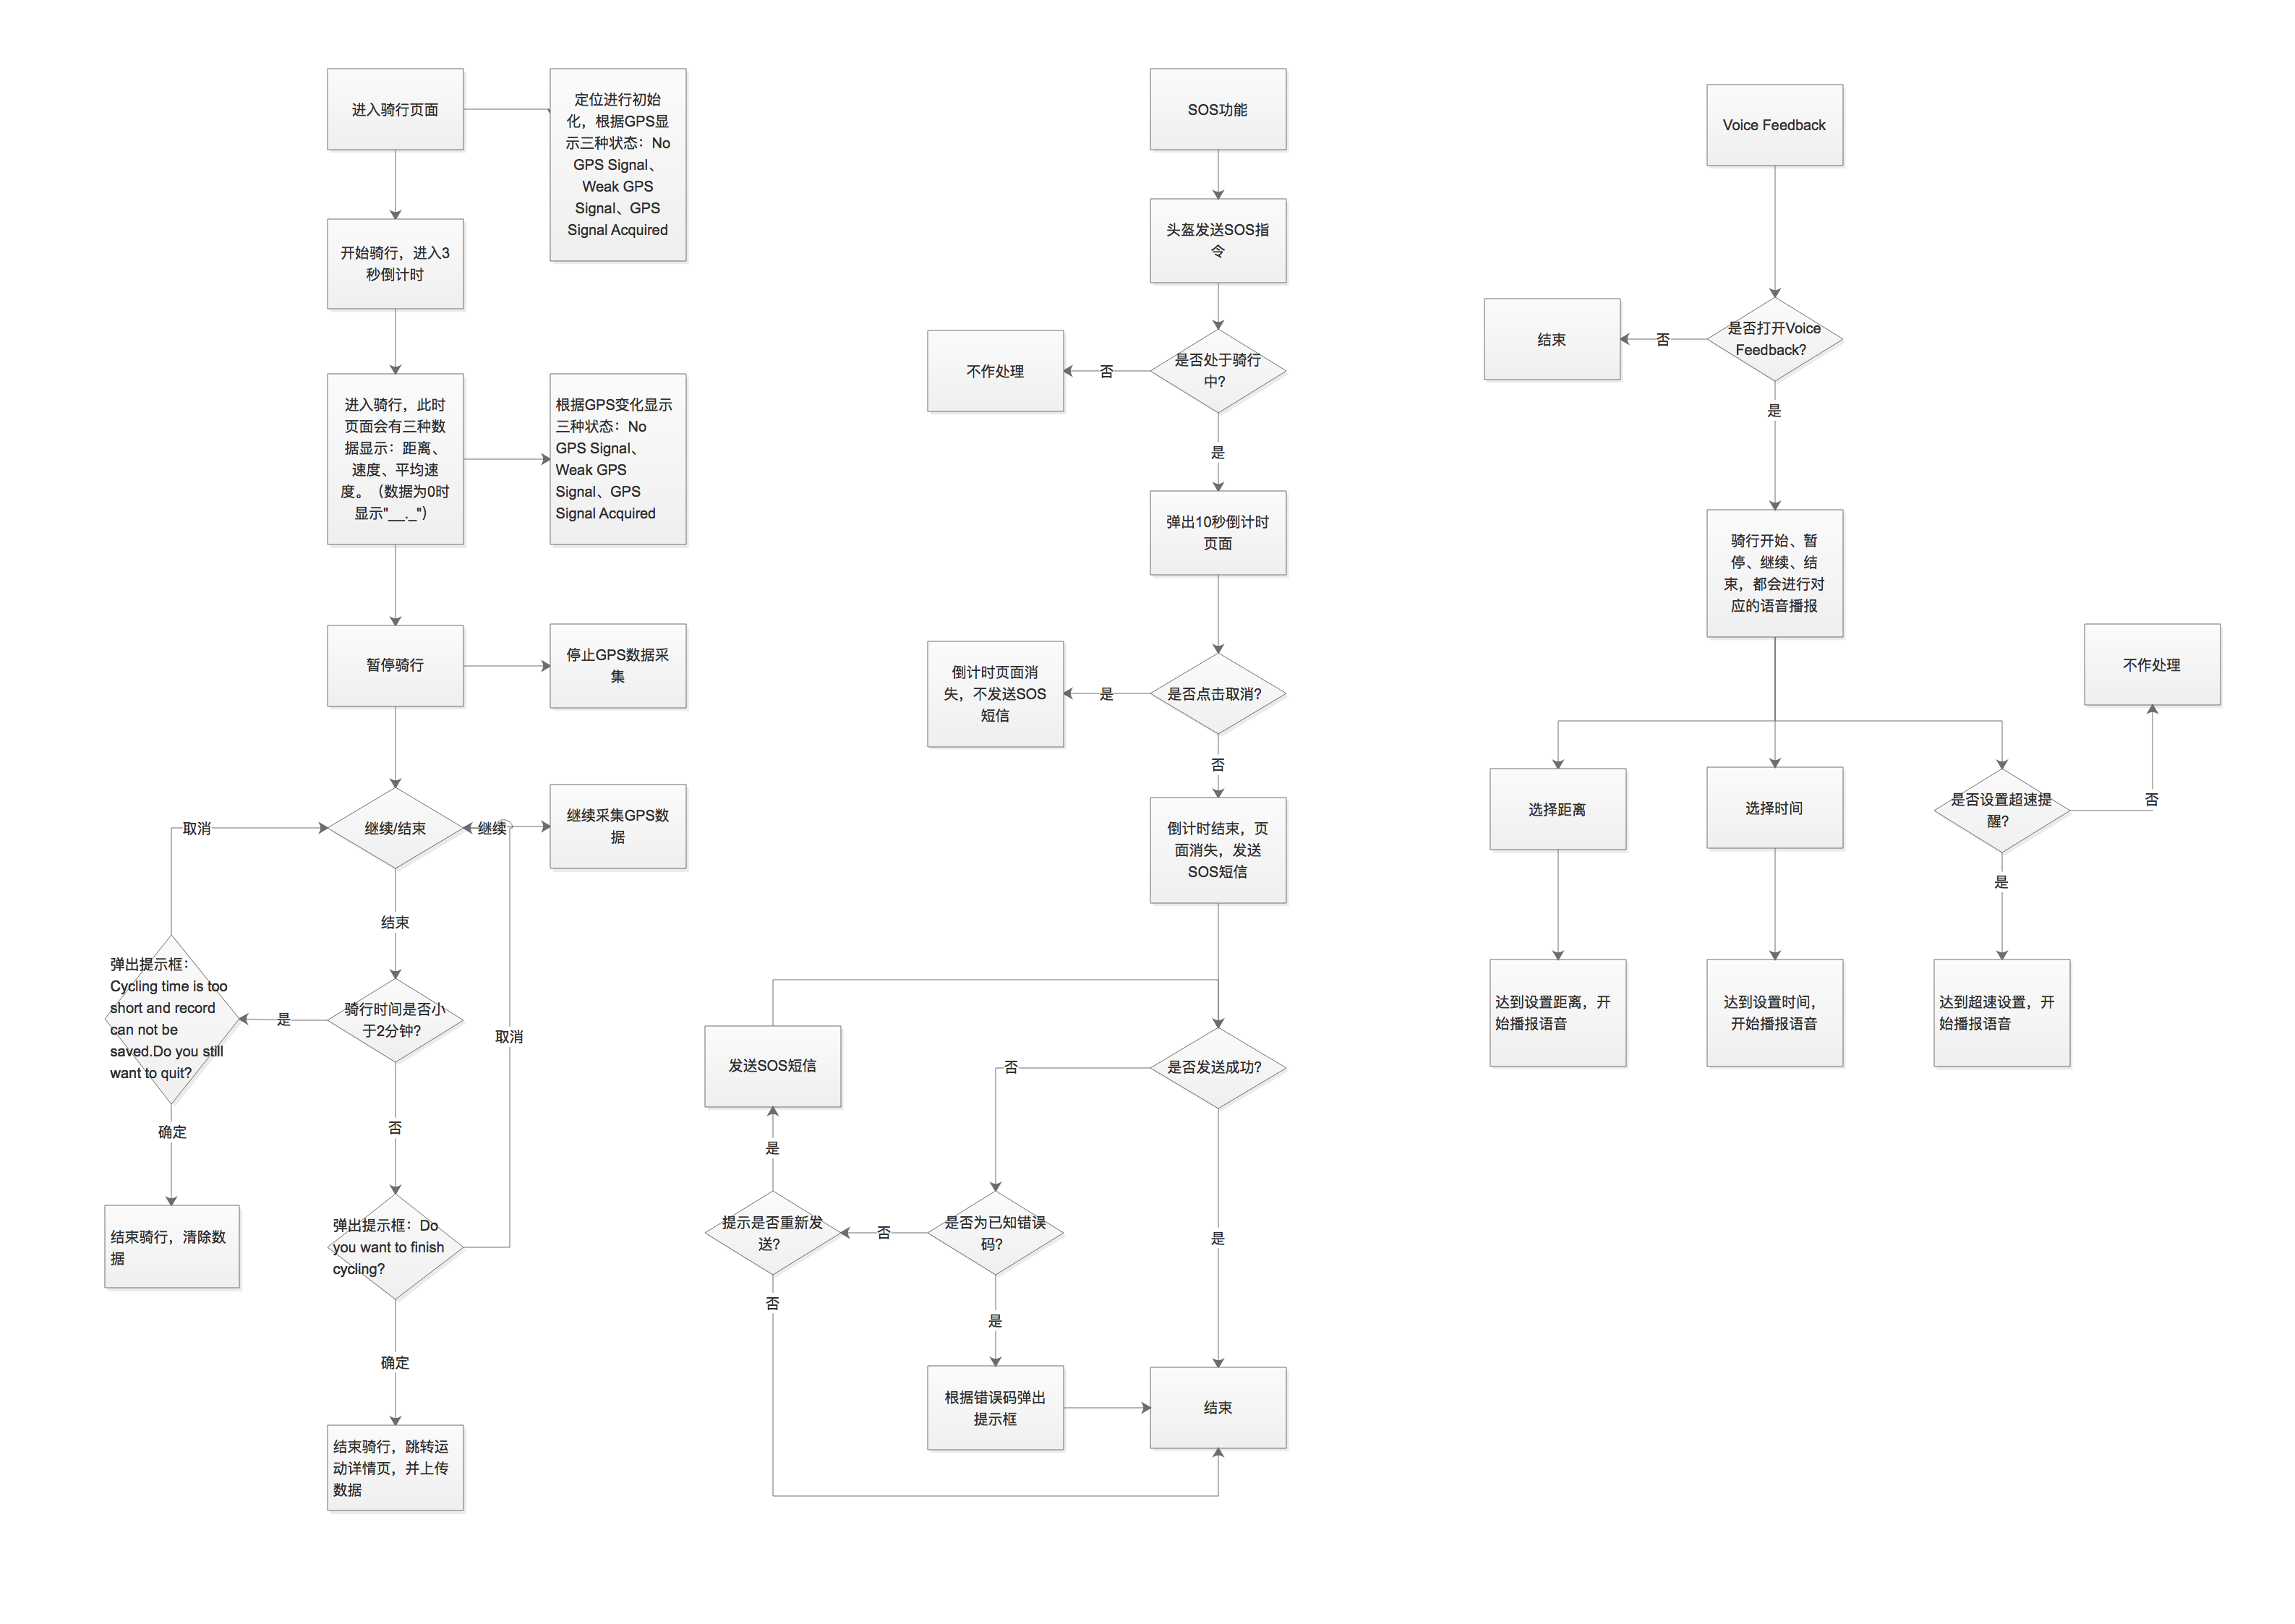 进入骑行页面
定位进行初始
化，根据GPS显
示三种状态：No
GPS Signal、
Weak GPS
Signal、GPS
Signal Acquired
开始骑行，进入3
秒倒计时
进入骑行，此时
页面会有三种数
据显示：距离、
速度、平均速
度。（数据为0时
显示"__._"）
根据GPS变化显示
三种状态：No
GPS Signal、
Weak GPS
Signal、GPS
Signal Acquired
暂停骑行
停止GPS数据采
集
取消
继续/结束
继续
继续采集GPS数
据
结束
弹出提示框：
Cycling time is too
short and record
can not be
saved.Do you still
want to quit?
是
骑行时间是否小
于2分钟？
取消
确定
否
结束骑行，清除数
据
弹出提示框：Do
you want to finish
cycling?
确定
结束骑行，跳转运
动详情页，并上传
数据
SOS功能
头盔发送SOS指
令
不作处理
否
是否处于骑行
中？
是
弹出10秒倒计时
页面
倒计时页面消
失，不发送SOS
短信
是
是否点击取消？
否
倒计时结束，页
面消失，发送
SOS短信
发送SOS短信
否
是否发送成功？
是
提示是否重新发
送？
否
是否为已知错误
码？
是
否
是
根据错误码弹出
提示框
结束
Voice Feedback
结束
否
是否打开Voice
Feedback？
是
骑行开始、暂
停、继续、结
束，都会进行对
应的语音播报
不作处理
选择距离
选择时间
是否设置超速提
醒？
否
是
达到设置距离，开
始播报语音
达到设置时间，
开始播报语音
达到超速设置，开
始播报语音